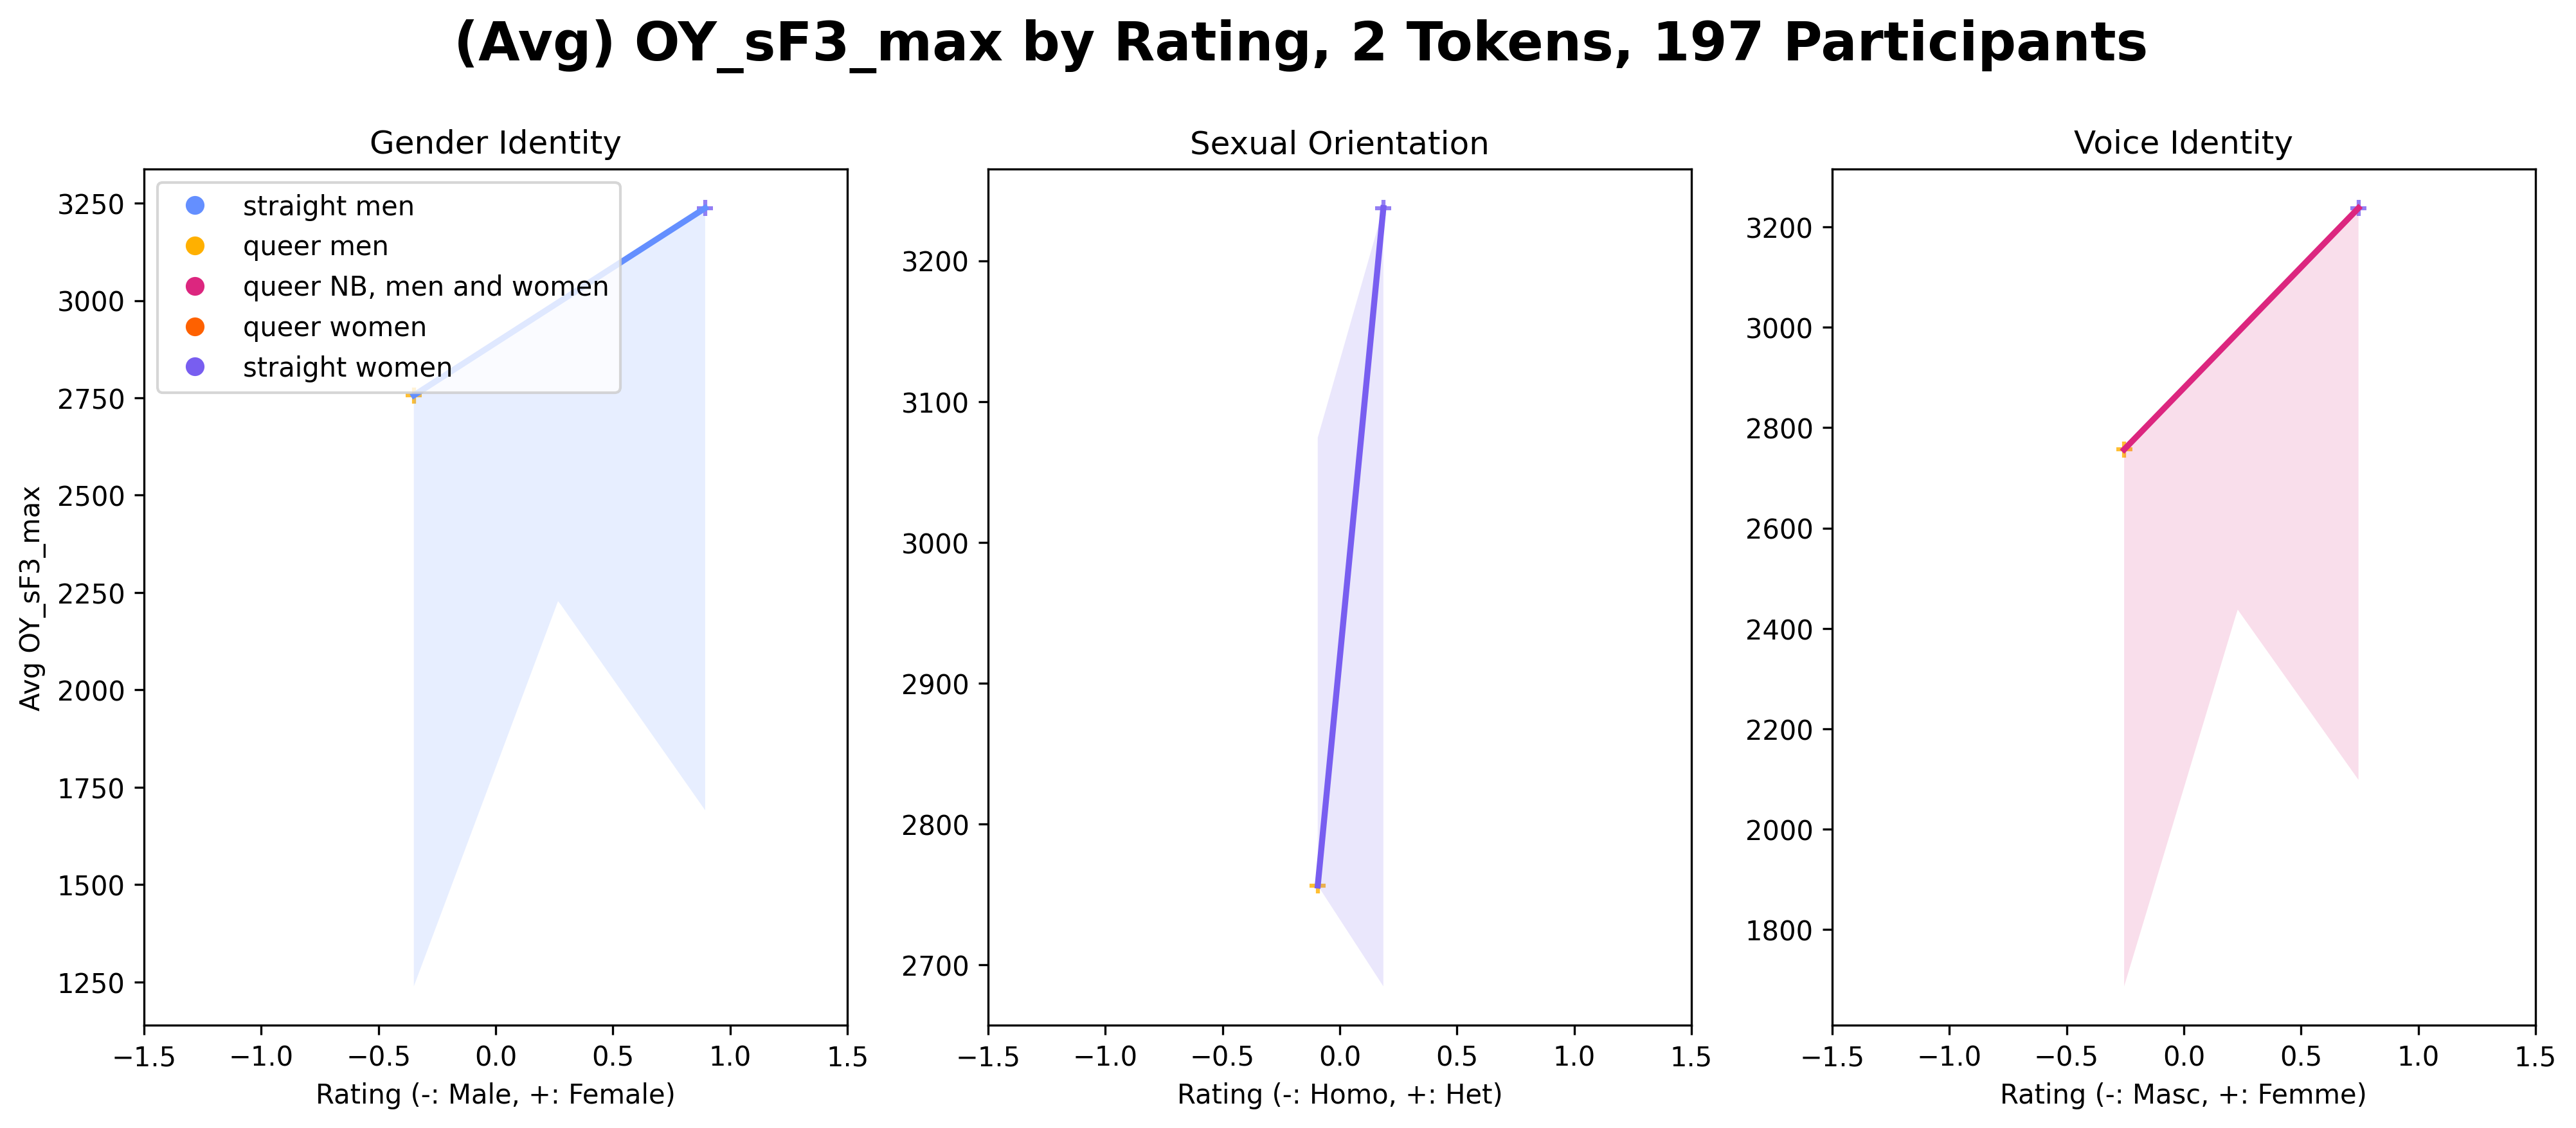 (Avg) OY_sF3_max by Rating, 2 Tokens, 197 Participants
Gender Identity
straight men
queer men
queer NB, men and women
queer women
straight women
3250
3000
2750
2500
2250
2000
1750
1500
1250
Avg OY_sF3_max
−1.5 −1.0 −0.5 0.0 0.5 1.0 1.5
Rating (-: Male, +: Female)
Sexual Orientation
3200
3100
3000
2900
2800
2700
−1.5 −1.0 −0.5 0.0 0.5 1.0 1.5
Rating (-: Homo, +: Het)
Voice Identity
3200
3000
2800
2600
2400
2200
2000
1800
−1.5 −1.0 −0.5 0.0 0.5 1.0 1.5
Rating (-: Masc, +: Femme)